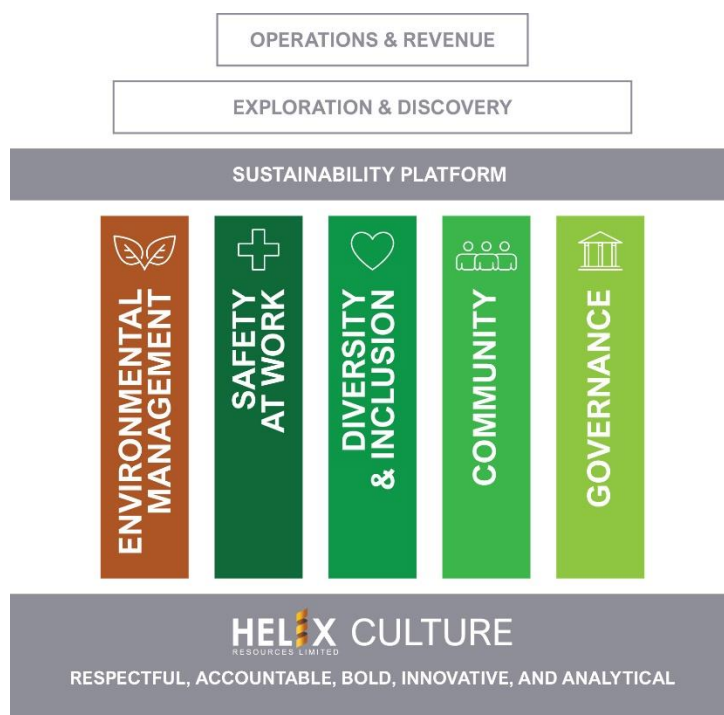 OPERATIONS & REVENUE
EXPLORATION & DISCOVERY
SUSTAINABILITY PLATFORM
ENVIRONMENTAL
MANAGEMENT
SAFETY
AT WORK
DIVERSITY
& INCLUSION
COMMUNITY
GOVERNANCE
HELIX CULTURE
RESOURCES LIMITED
RESPECTFUL, ACCOUNTABLE, BOLD, INNOVATIVE, AND ANALYTICAL